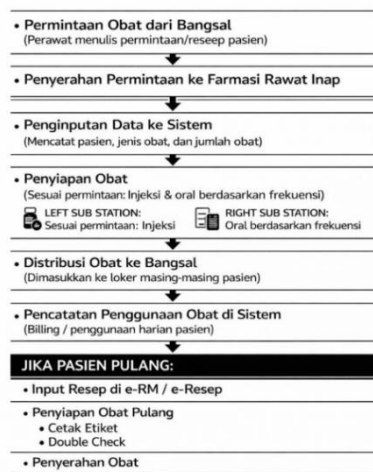 • Permintaan Obat dari Bangsal
(Perawat menulis permintaan/reseep pasien)
• Penyerahan Permintaan ke Farmasi Rawat Inap
• Penginputan Data ke Sistem
(Mencatat pasien, jenis obat, dan jumlah obat)
• Penyiapan Obat
(Sesuai permintaan: Injeksi & oral berdasarkan frekuensi)
LEFT SUB STATION:
Sesuai permintaan: Injeksi
RIGHT SUB STATION:
Oral berdasarkan frekuensi
• Distribusi Obat ke Bangsal
(Dimasukkan ke loker masing-masing pasien)
• Pencatatan Penggunaan Obat di Sistem
(Billing / penggunaan harian pasien)
JIKA PASIEN PULANG:
• Input Resep di e-RM / e-Resep
• Penyiapan Obat Pulang
• Cetak Etiket
• Double Check
• Penyerahan Obat